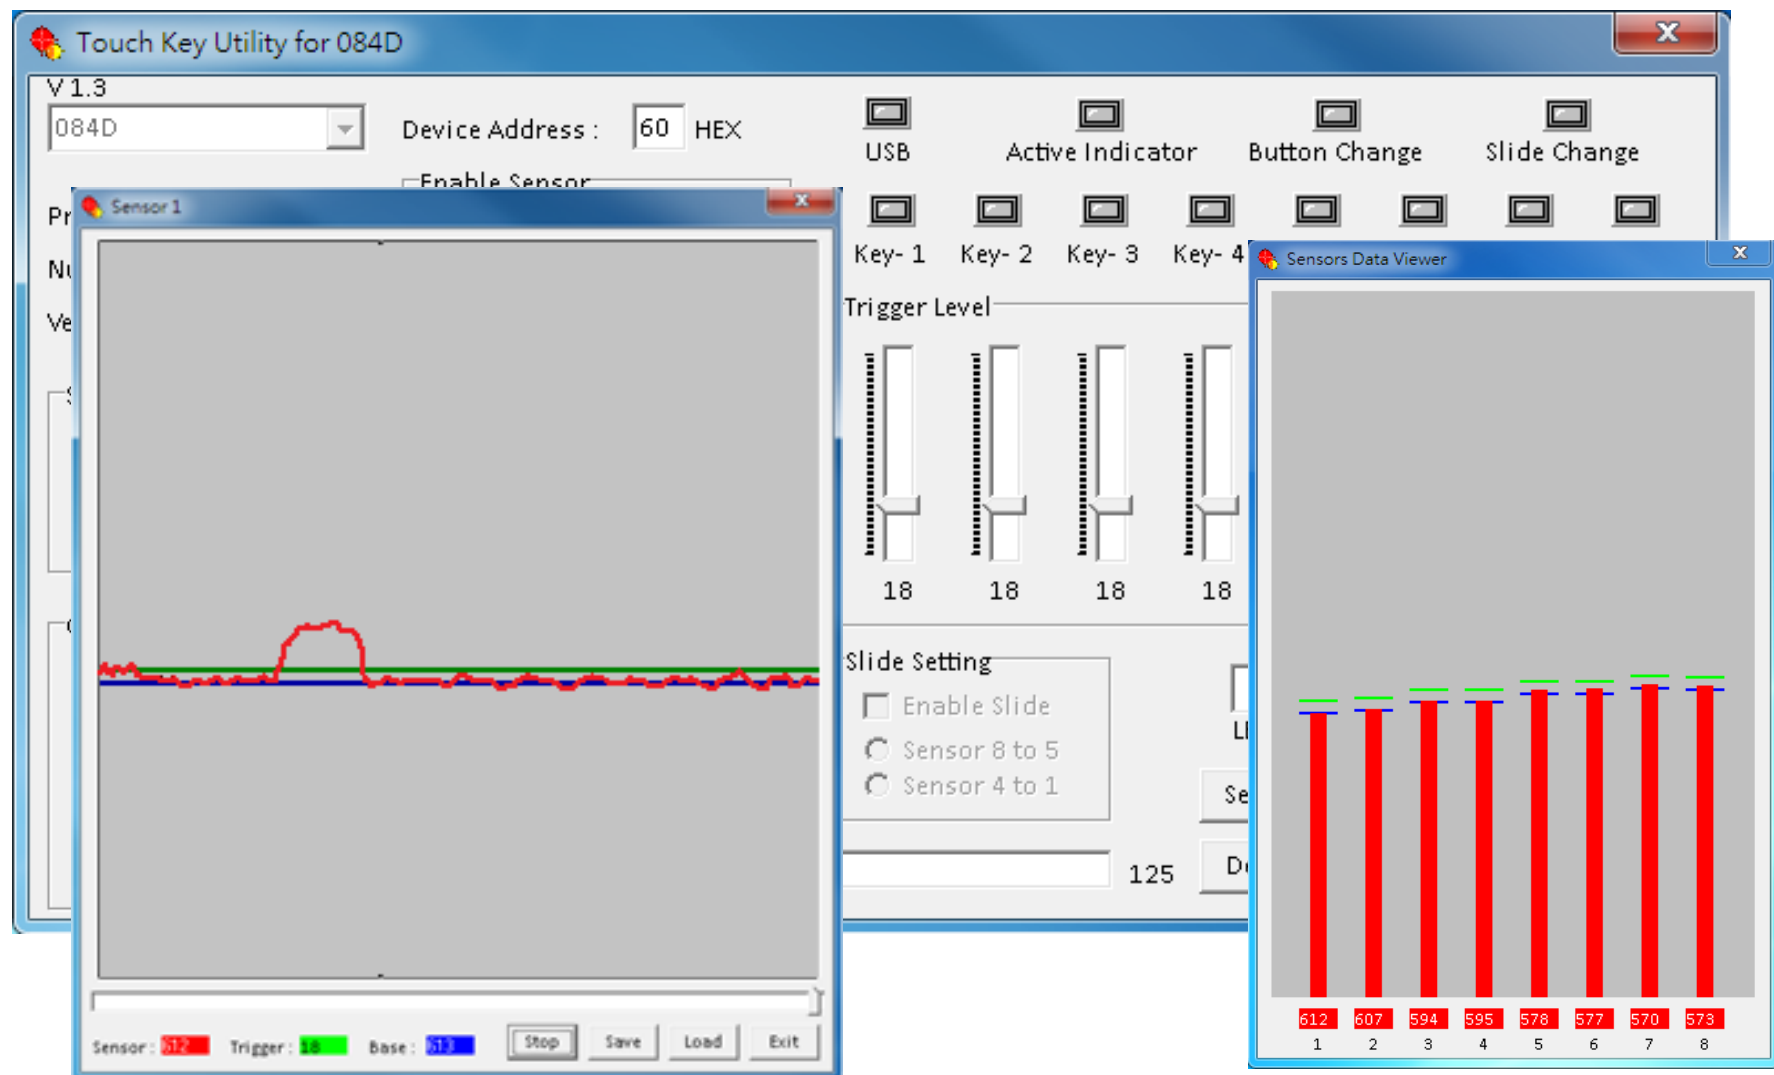 Touch Key Utility for 084D
V 1.3
084D
Device Address :
60
HEX
USB
Active Indicator
Button Change
Slide Change
Enable Sensor
Key- 1
Key- 2
Key- 3
Key- 4
Trigger Level
18
18
18
18
Slide Setting
Enable Slide
Sensor 8 to 5
Sensor 4 to 1
125
Sensor 1
Sensor :
612
Trigger :
18
Base :
613
Stop
Save
Load
Exit
Sensors Data Viewer
612
607
594
595
578
577
570
573
1
2
3
4
5
6
7
8